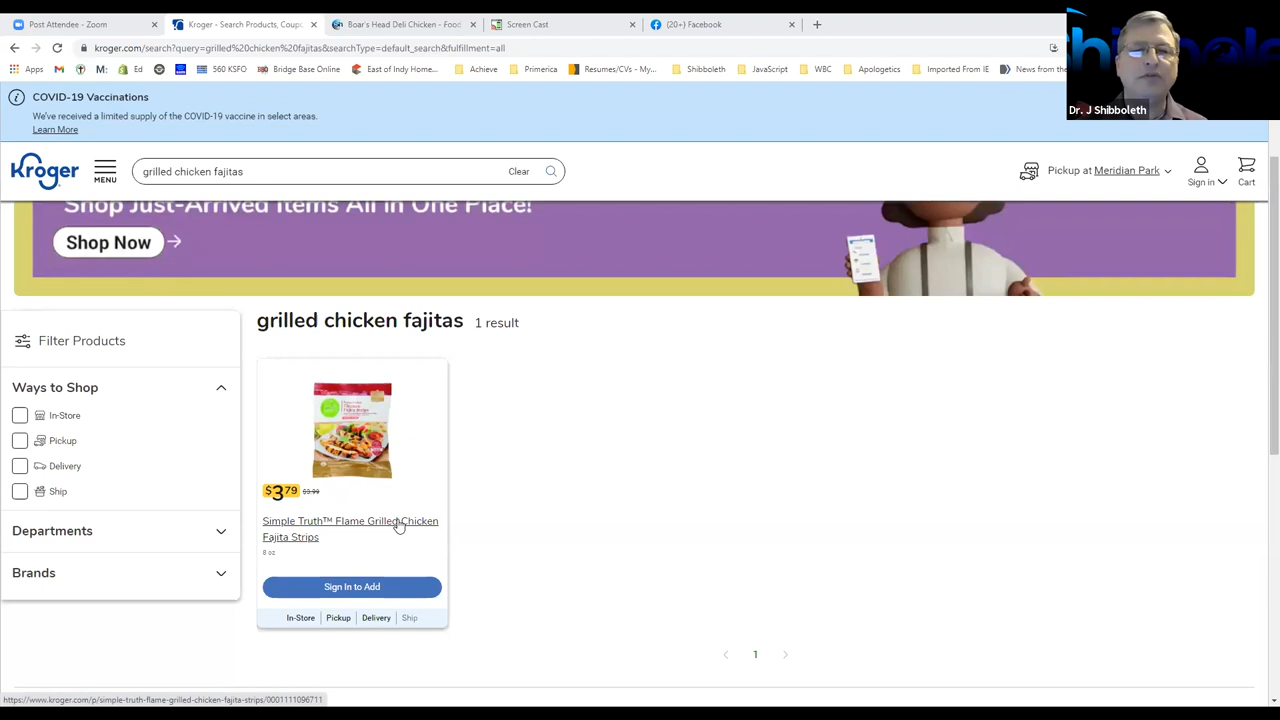 Post Attendee - Zoom
Kroger - Search Products, Coupo
Boar's Head Deli Chicken - Food
Screen Cast
(20+) Facebook
kroger.com/search?query=grilled%20chicken%20fajitas&searchType=default_search&fulfillment=all
Apps
M:
Ed
560 KSFO
Bridge Base Online
East of Indy Home...
Achieve
Primerica
Resumes/CVs - My...
Shibboleth
JavaScript
WBC
Apologetics
Imported From IE
News from the
Dr. J Shibboleth
COVID-19 Vaccinations
We've received a limited supply of the COVID-19 vaccine in select areas.
Learn More
Kroger
MENU
grilled chicken fajitas
Clear
Pickup at Meridian Park
Sign in
Cart
Shop Just-Arrived Items All in One Place!
Shop Now
Filter Products
Ways to Shop
In-Store
Pickup
Delivery
Ship
Departments
Brands
grilled chicken fajitas 1 result
$3.79 $3.99
Simple Truth™ Flame Grilled Chicken
Fajita Strips
8 oz
Sign In to Add
In-Store | Pickup | Delivery | Ship
1
https://www.kroger.com/p/simple-truth-flame-grilled-chicken-fajita-strips/0001111096711